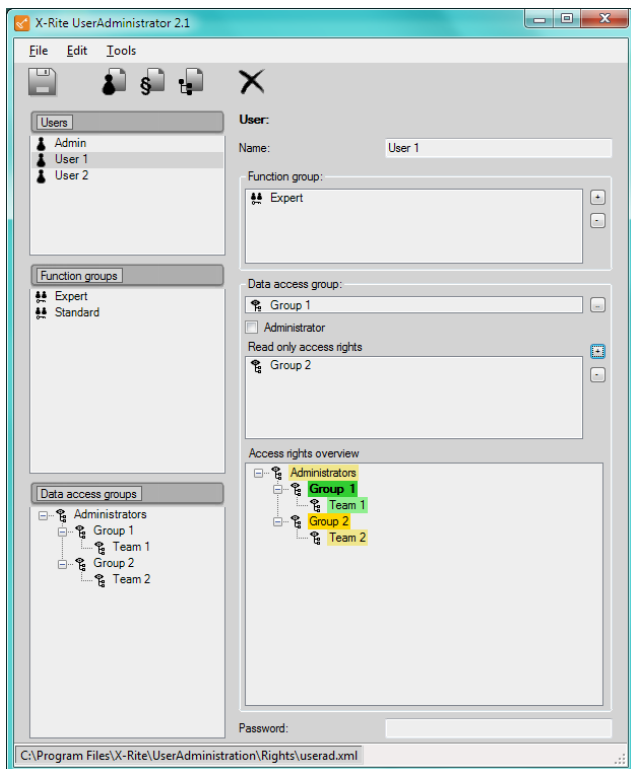 X-Rite UserAdministrator 2.1
File Edit Tools
Users
Admin
User 1
User 2
Function groups
Expert
Standard
Data access groups
Administrators
Group 1
Team 1
Group 2
Team 2
User:
Name: User 1
Function group:
Expert
+
-
Data access group:
Group 1
...
Administrator
Read only access rights
+
Group 2
-
Access rights overview
Administrators
Group 1
Team 1
Group 2
Team 2
Password:
C:\Program Files\X-Rite\UserAdministration\Rights\userad.xml